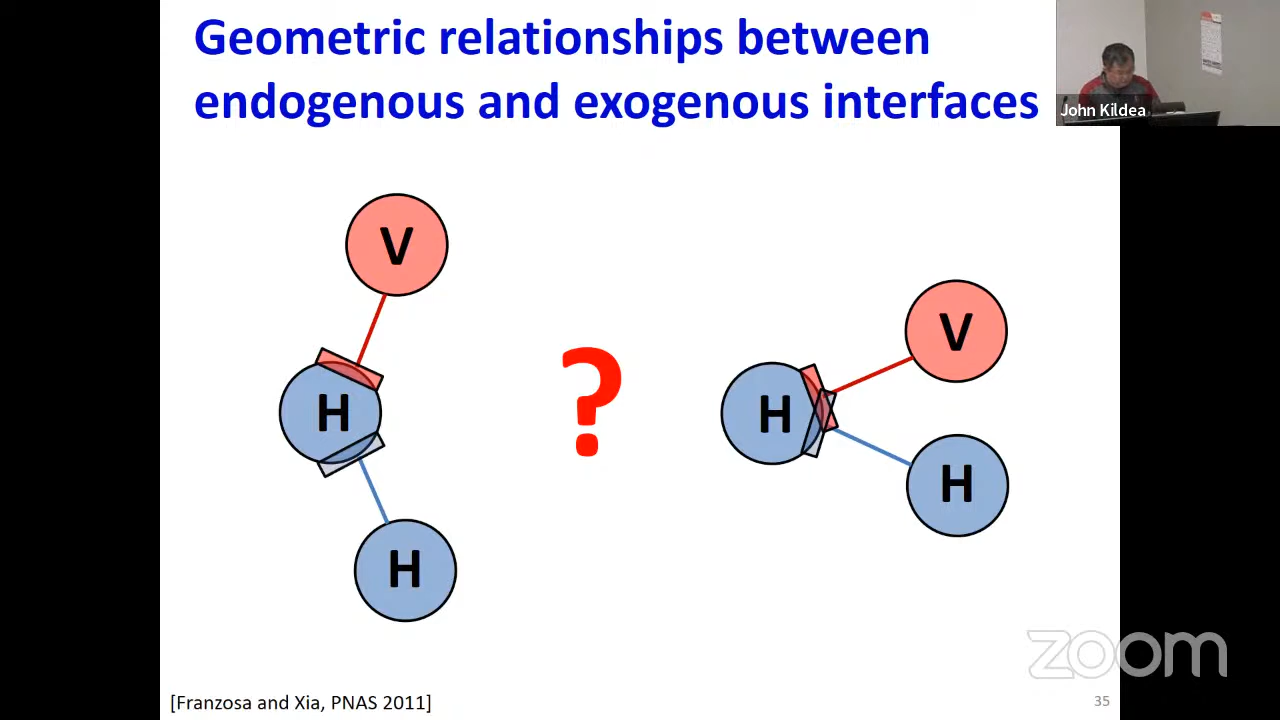 Geometric relationships between
endogenous and exogenous interfaces
John Kildea
V
H
H
?
V
H
H
zoom
[Franzosa and Xia, PNAS 2011]
35